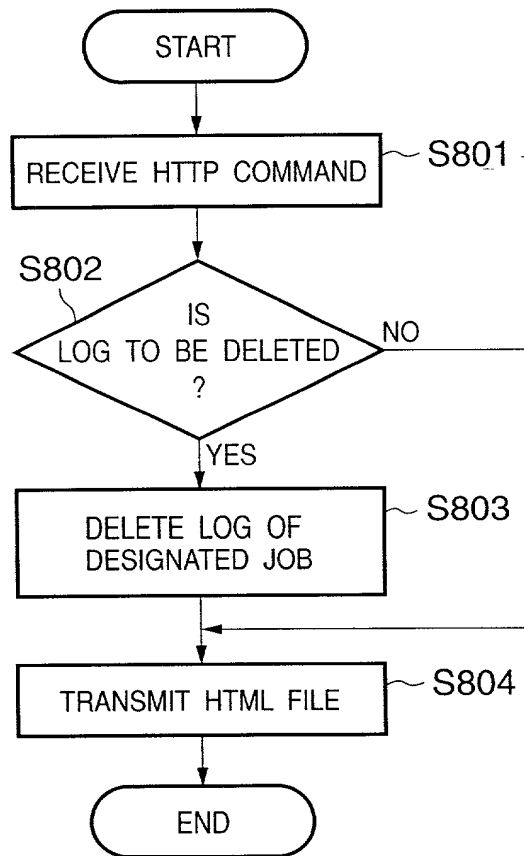 START
RECEIVE HTTP COMMAND
S801
S802
IS
LOG TO BE DELETED
?
NO
YES
DELETE LOG OF
DESIGNATED JOB
S803
TRANSMIT HTML FILE
S804
END